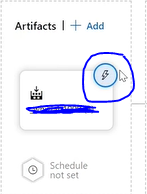 Artifacts | + Add
Schedule
not set